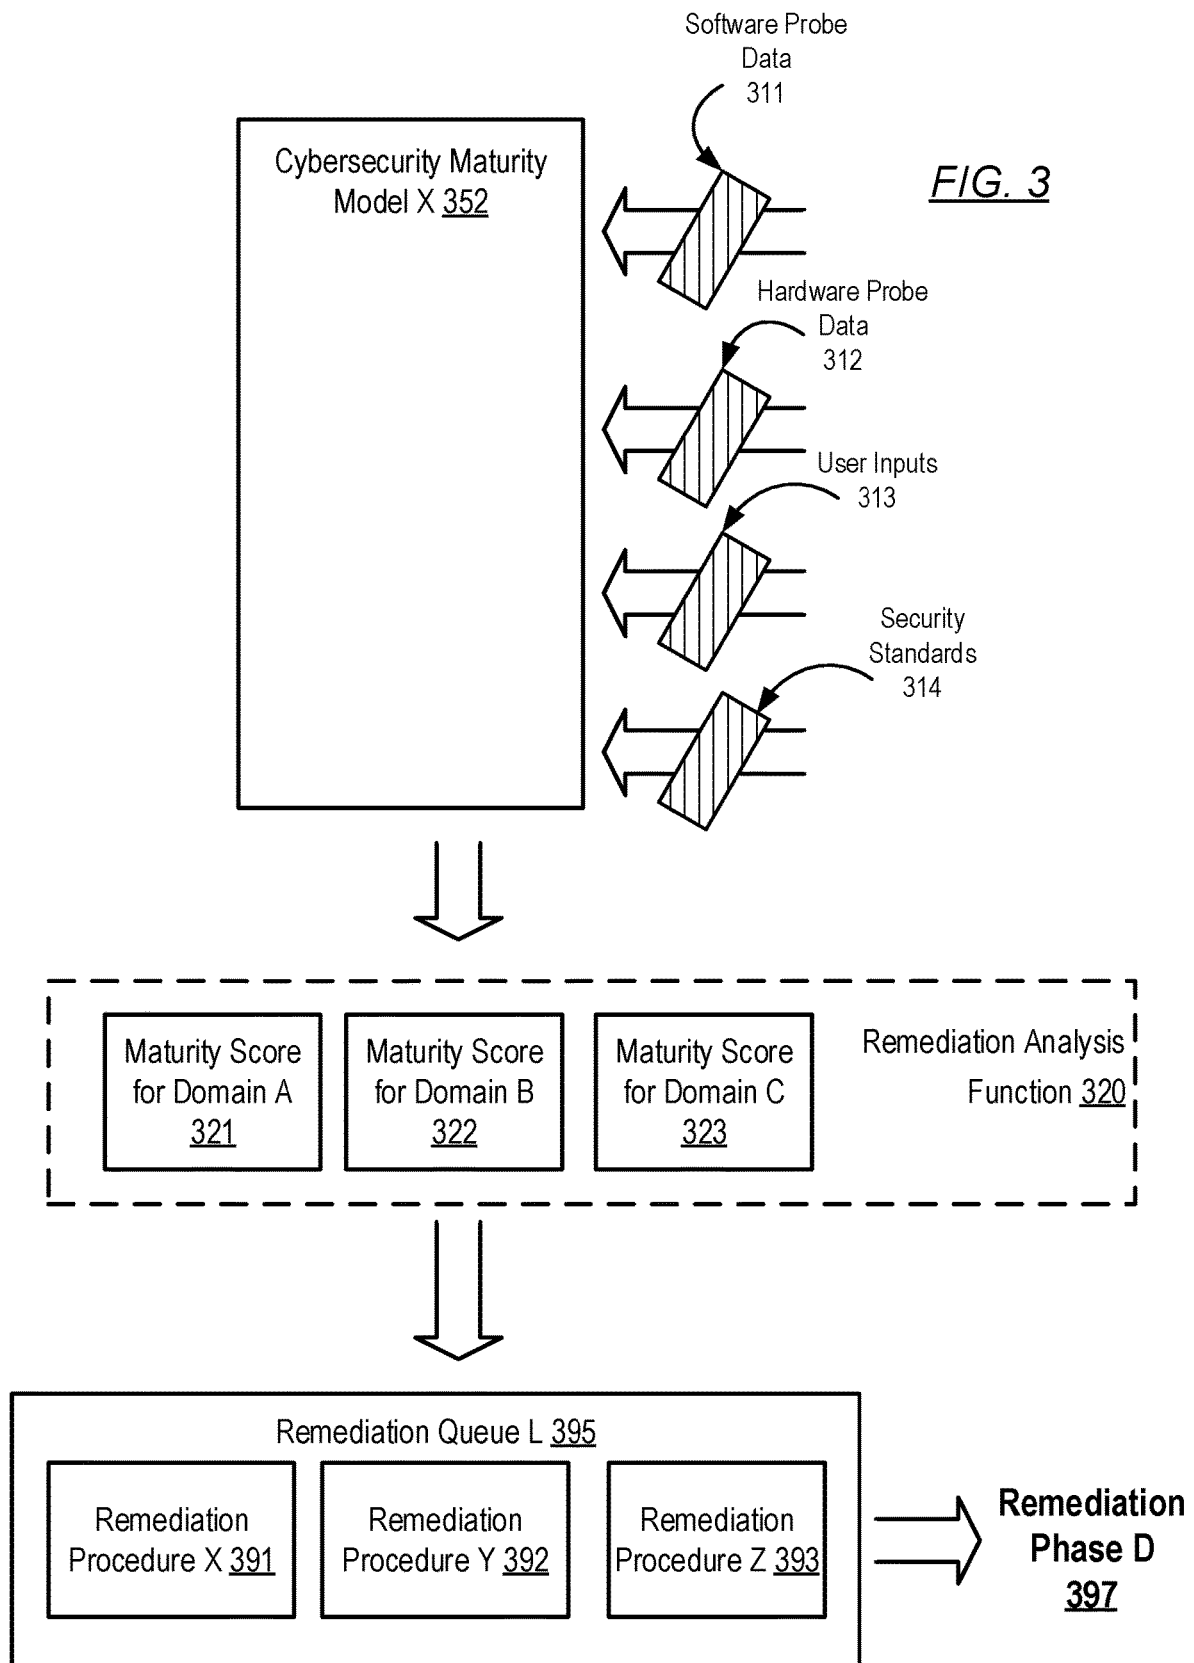 Software Probe
Data
311
FIG. 3
Cybersecurity Maturity
Model X 352
Hardware Probe
Data
312
User Inputs
313
Security
Standards
314
Maturity Score
for Domain A
321
Maturity Score
for Domain B
322
Maturity Score
for Domain C
323
Remediation Analysis
Function 320
Remediation Queue L 395
Remediation
Procedure X 391
Remediation
Procedure Y 392
Remediation
Procedure Z 393
Remediation
Phase D
397